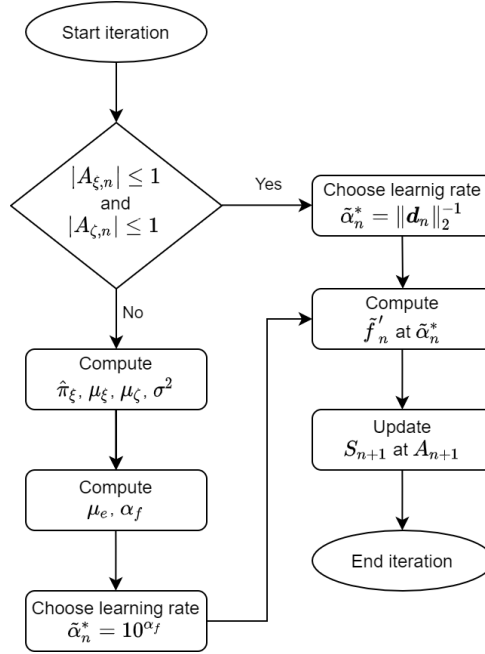 Start iteration
|A_{ξ,n}| ≤ 1
and
|A_{ζ,n}| ≤ 1
Yes
No
Choose learnig rate
α̃*_n = ‖d_n‖₂⁻¹
Compute
f̃′_n at α̃*_n
Update
S_{n+1} at A_{n+1}
End iteration
Compute
π̂_ξ, μ_ξ, μ_ζ, σ²
Compute
μ_e, α_f
Choose learning rate
α̃*_n = 10^{α_f}